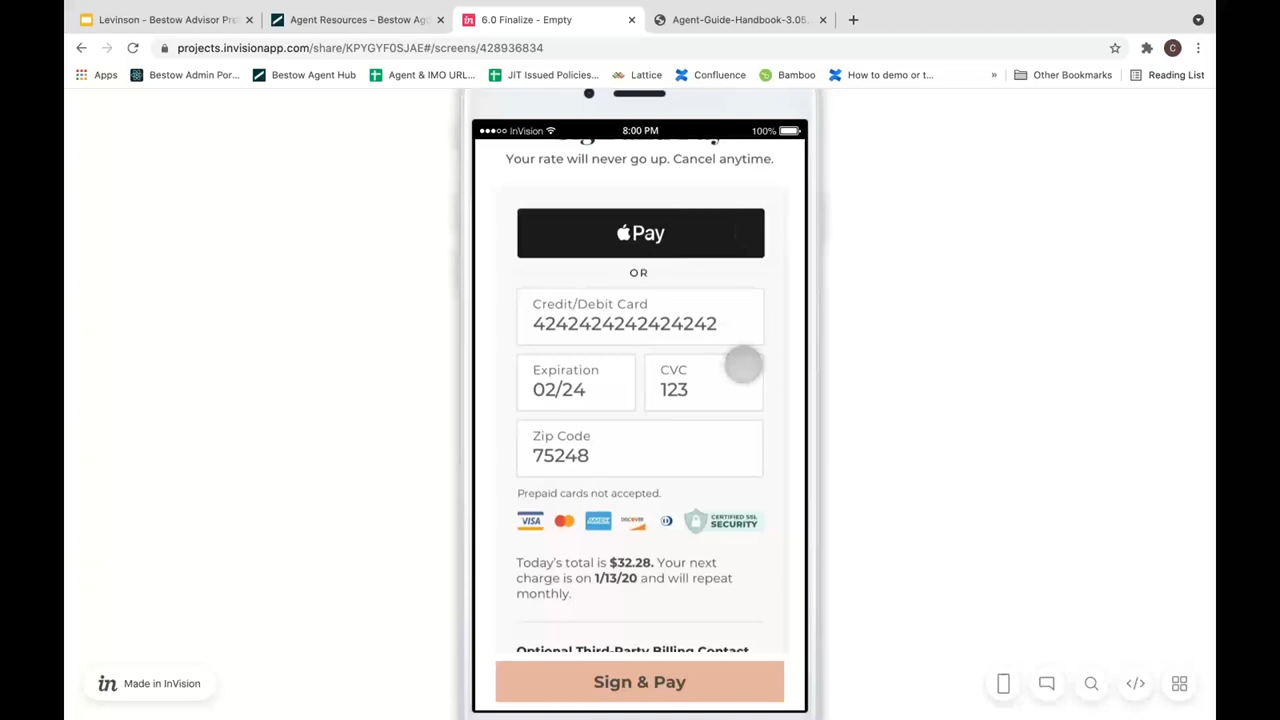 Levinson - Bestow Advisor Pre
Agent Resources – Bestow Ag
6.0 Finalize - Empty
Agent-Guide-Handbook-3.05.
projects.invisionapp.com/share/KPYGYF0SJAE#/screens/428936834
C
Apps
Bestow Admin Por...
Bestow Agent Hub
Agent & IMO URL...
JIT Issued Policies...
Lattice
Confluence
Bamboo
How to demo or t...
»
Other Bookmarks
Reading List
InVision
8:00 PM
100%
Your rate will never go up. Cancel anytime.
Pay
OR
Credit/Debit Card
4242424242424242
Expiration
CVC
02/24
123
Zip Code
75248
Prepaid cards not accepted.
VISA
DISCOVER
CERTIFIED SSL
SECURITY
Today's total is $32.28. Your next
charge is on 1/13/20 and will repeat
monthly.
Optional Third-Party Billing Contact
Sign & Pay
in Made in InVision